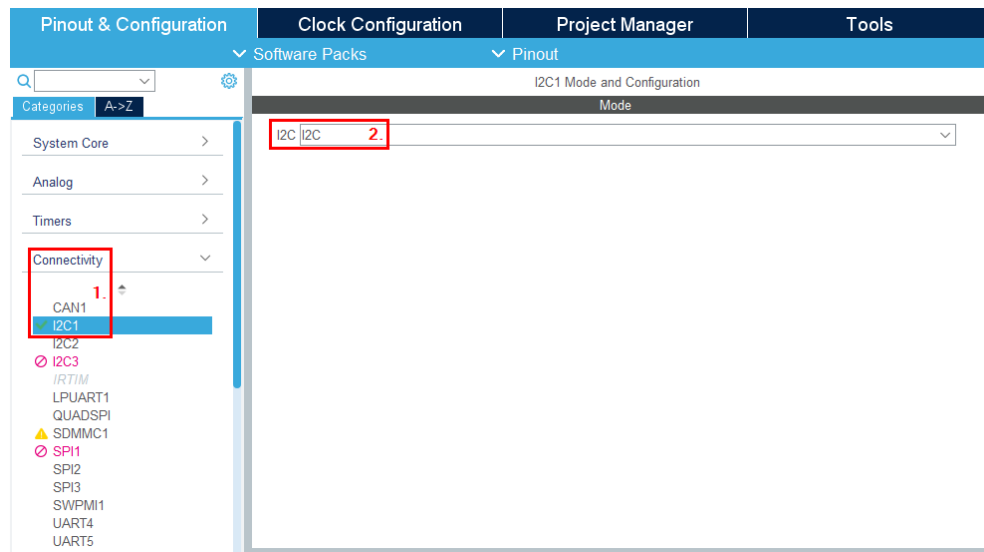 Pinout & Configuration
Clock Configuration
Project Manager
Tools
Software Packs
Pinout
I2C1 Mode and Configuration
Categories
A->Z
Mode
I2C I2C 2.
System Core
Analog
Timers
Connectivity
1.
CAN1
I2C1
I2C2
I2C3
IRTIM
LPUART1
QUADSPI
SDMMC1
SPI1
SPI2
SPI3
SWPMI1
UART4
UART5